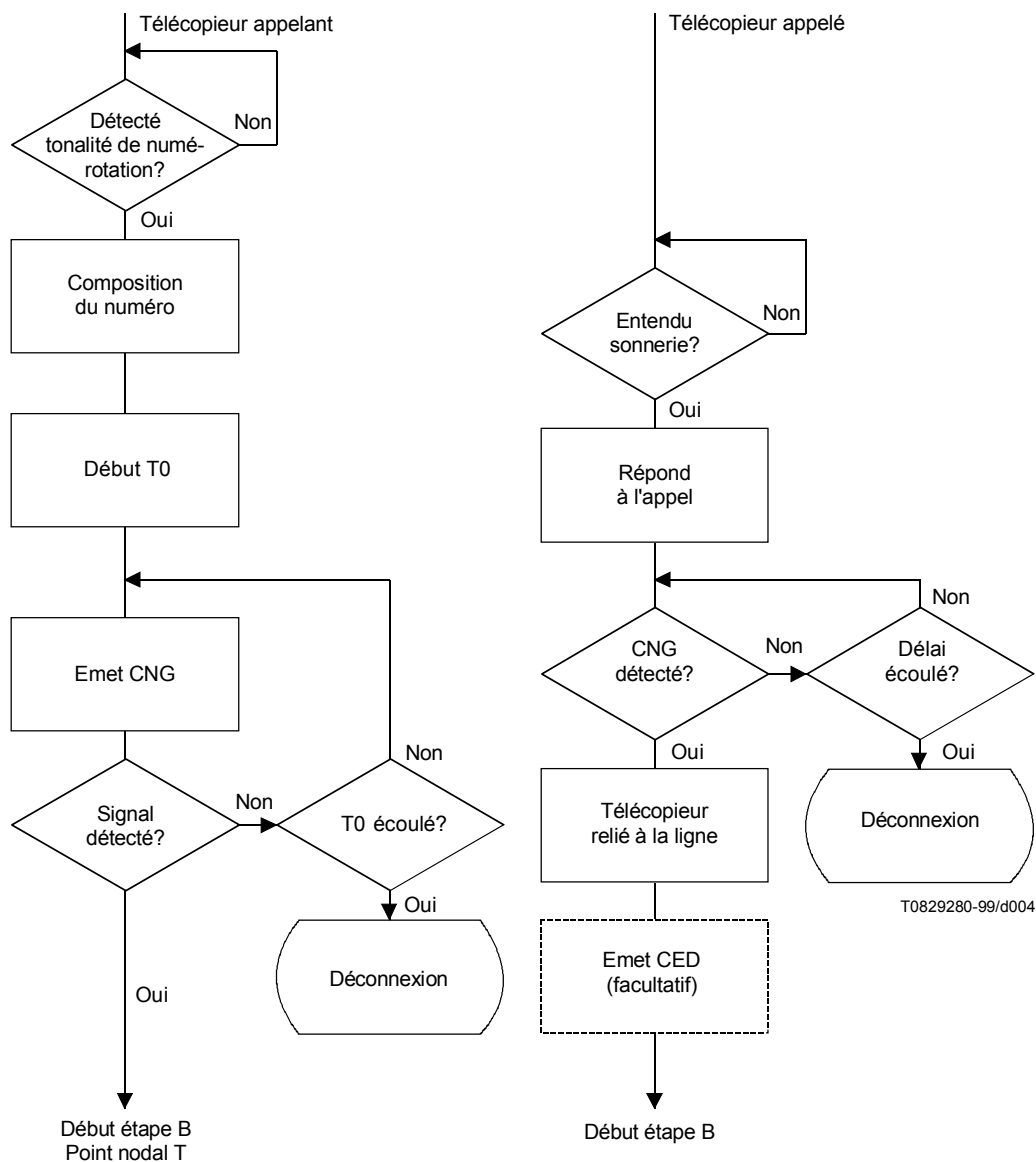 Télécopieur appelant
Détecté
tonalité de numé-
rotation?
Non
Oui
Composition
du numéro
Début T0
Emet CNG
Signal
détecté?
Non
T0 écoulé?
Non
Oui
Déconnexion
Oui
Début étape B
Point nodal T
Télécopieur appelé
Entendu
sonnerie?
Non
Oui
Répond
à l'appel
CNG
détecté?
Non
Délai
écoulé?
Non
Oui
Déconnexion
Oui
Télécopieur
relié à la ligne
Emet CED
(facultatif)
Début étape B
T0829280-99/d004